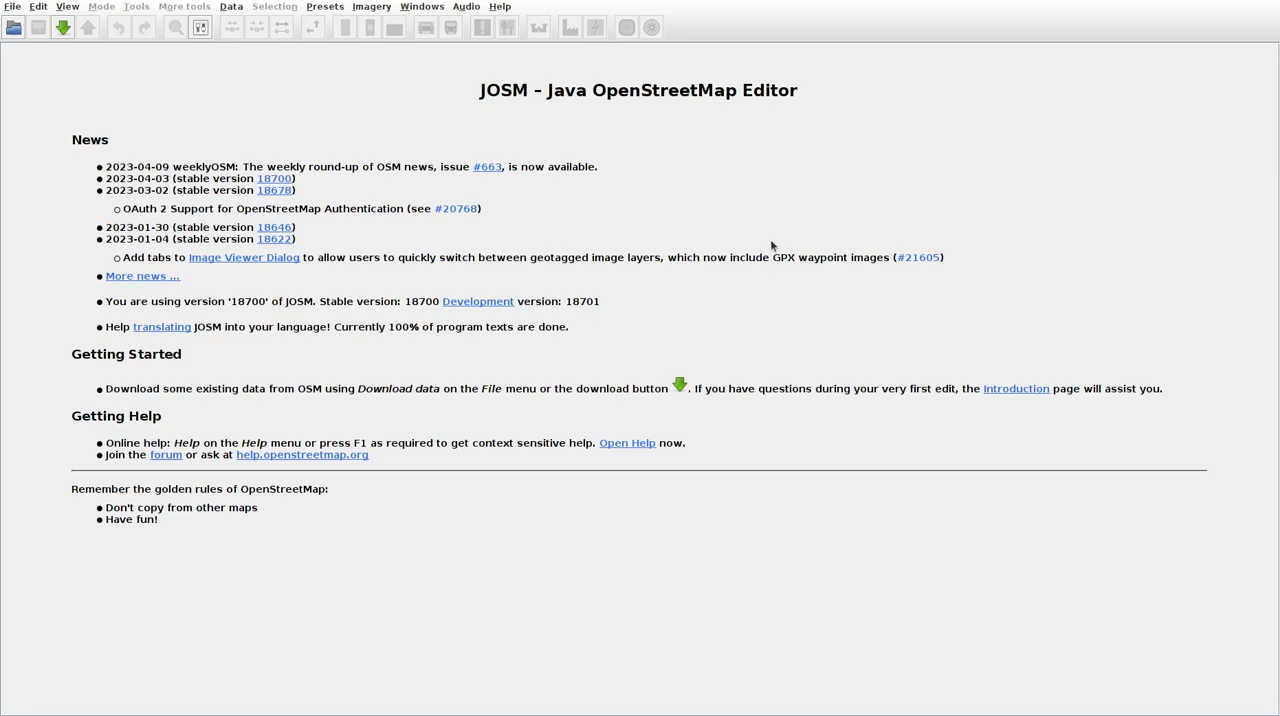 File Edit View Mode Tools More tools Data Selection Presets Imagery Windows Audio Help
JOSM – Java OpenStreetMap Editor
News
2023-04-09 weeklyOSM: The weekly round-up of OSM news, issue #663, is now available.
2023-04-03 (stable version 18700)
2023-03-02 (stable version 18678)
OAuth 2 Support for OpenStreetMap Authentication (see #20768)
2023-01-30 (stable version 18646)
2023-01-04 (stable version 18622)
Add tabs to Image Viewer Dialog to allow users to quickly switch between geotagged image layers, which now include GPX waypoint images (#21605)
More news ...
You are using version '18700' of JOSM. Stable version: 18700 Development version: 18701
Help translating JOSM into your language! Currently 100% of program texts are done.
Getting Started
Download some existing data from OSM using Download data on the File menu or the download button . If you have questions during your very first edit, the Introduction page will assist you.
Getting Help
Online help: Help on the Help menu or press F1 as required to get context sensitive help. Open Help now.
Join the forum or ask at help.openstreetmap.org
Remember the golden rules of OpenStreetMap:
Don't copy from other maps
Have fun!